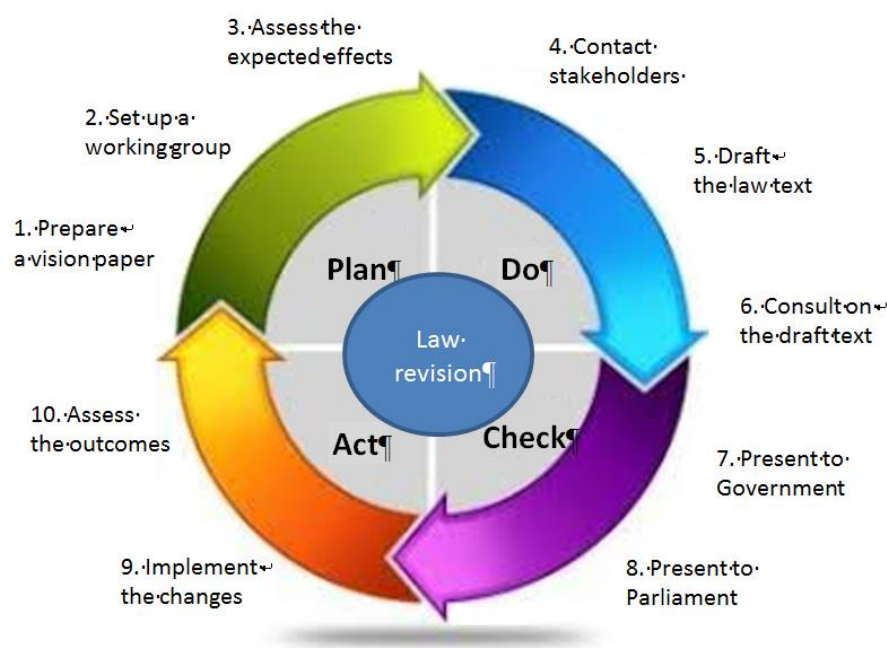 1. Prepare
a vision paper
2. Set up a
working group
3. Assess the
expected effects
4. Contact
stakeholders
5. Draft
the law text
6. Consult on
the draft text
7. Present to
Government
8. Present to
Parliament
9. Implement
the changes
10. Assess
the outcomes
Plan¶
Do¶
Check¶
Act¶
Law
revision¶